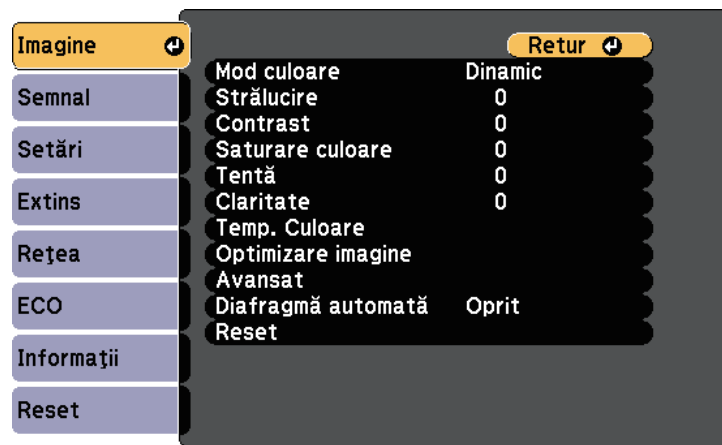 Imagine
Semnal
Setări
Extins
Reţea
ECO
Informaţii
Reset
Retur
Mod culoare Dinamic
Strălucire 0
Contrast 0
Saturare culoare 0
Tentă 0
Claritate 0
Temp. Culoare
Optimizare imagine
Avansat
Diafragmă automată Oprit
Reset